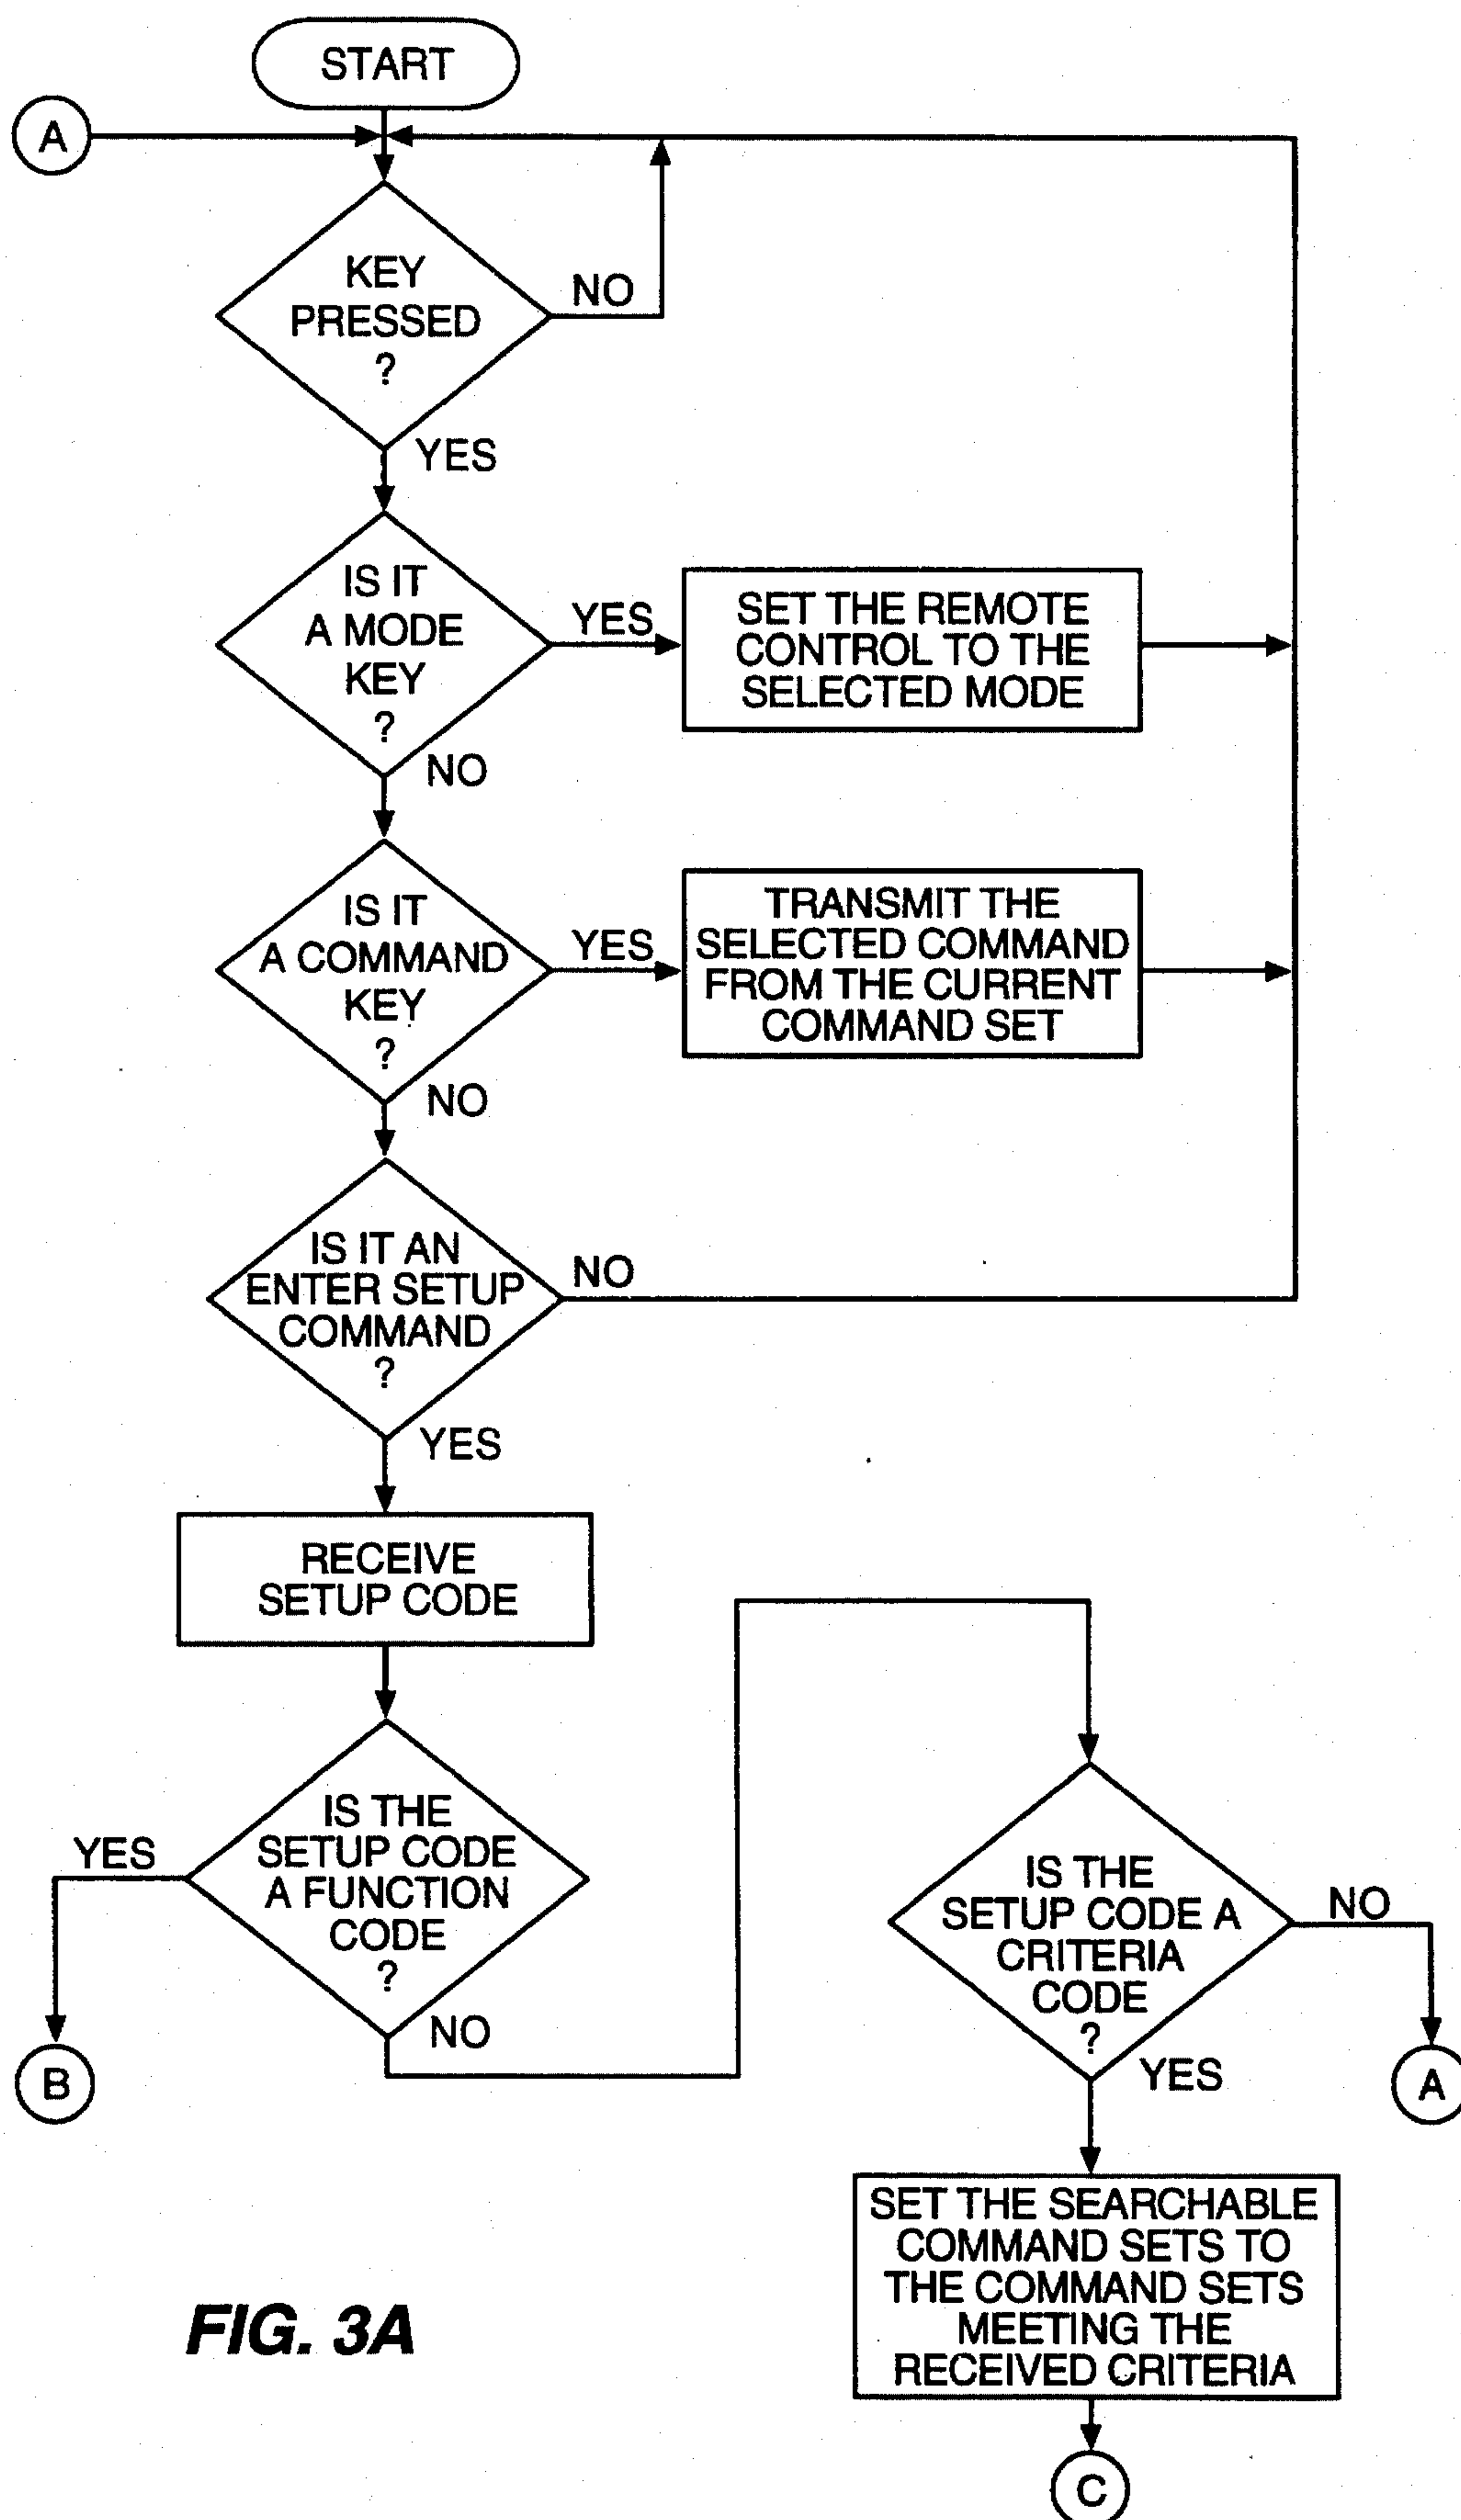 START
A
KEY
PRESSED
?
NO
YES
IS IT
A MODE
KEY
?
YES
SET THE REMOTE
CONTROL TO THE
SELECTED MODE
NO
IS IT
A COMMAND
KEY
?
YES
TRANSMIT THE
SELECTED COMMAND
FROM THE CURRENT
COMMAND SET
NO
IS IT AN
ENTER SETUP
COMMAND
?
NO
YES
RECEIVE
SETUP CODE
IS THE
SETUP CODE
A FUNCTION
CODE
?
YES
B
NO
IS THE
SETUP CODE A
CRITERIA
CODE
?
NO
A
YES
SET THE SEARCHABLE
COMMAND SETS TO
THE COMMAND SETS
MEETING THE
RECEIVED CRITERIA
C
FIG. 3A